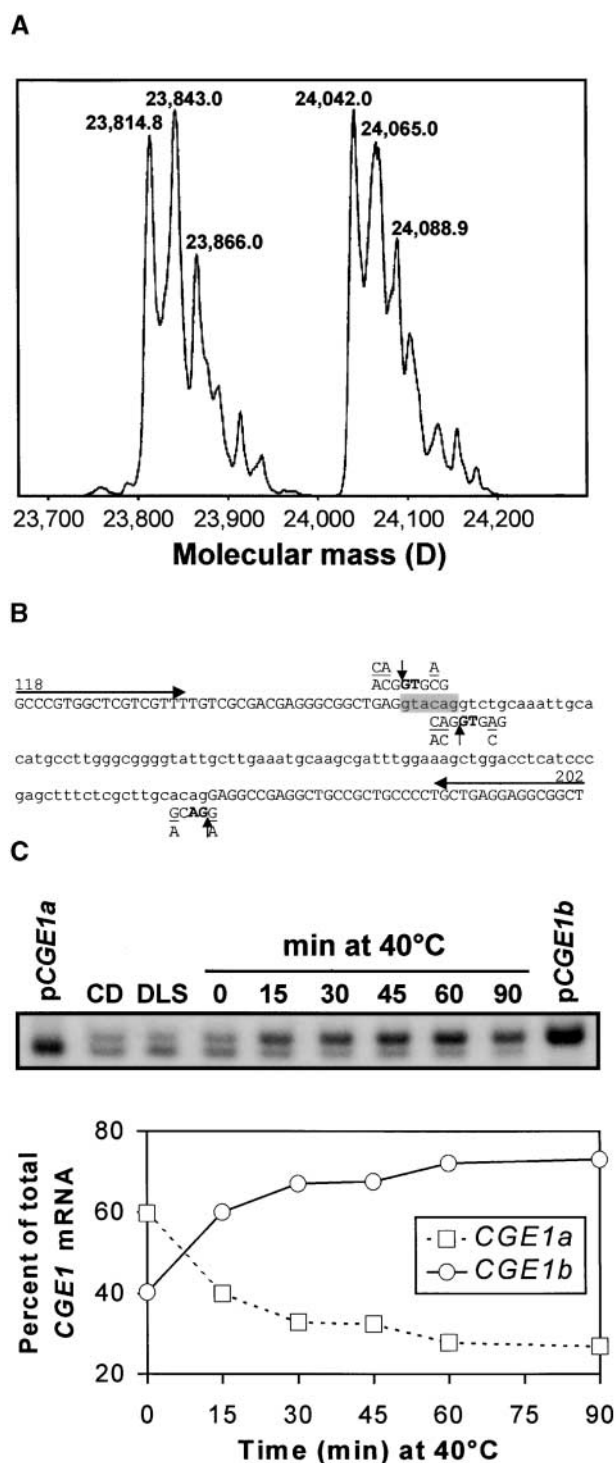 A
23,843.0
24,042.0
23,814.8
24,065.0
23,866.0
24,088.9
23,700 23,800 23,900 24,000 24,100 24,200
Molecular mass (D)
B
118
CA A
ACGGTGCG
GCCCGTGGCTCGTCGTTTTGTCGCGACGAGGGCGGCTGAGgtacaggtctgcaaattgca
CAGGTGAG
AC C
catgccttgggcggggtattgcttgaaatgcaagcgatttggaaagctggacctcatccc
202
gagctttctcgcttgcacagGAGGCCGAGGCTGCCGCTGCCCCTGCTGAGGAGGCGGCT
GCAGG
A A
C
pCGE1a
min at 40°C
pCGE1b
CD DLS 0 15 30 45 60 90
80
60
40
20
Percent of total
CGE1 mRNA
CGE1a
CGE1b
0 15 30 45 60 75 90
Time (min) at 40°C